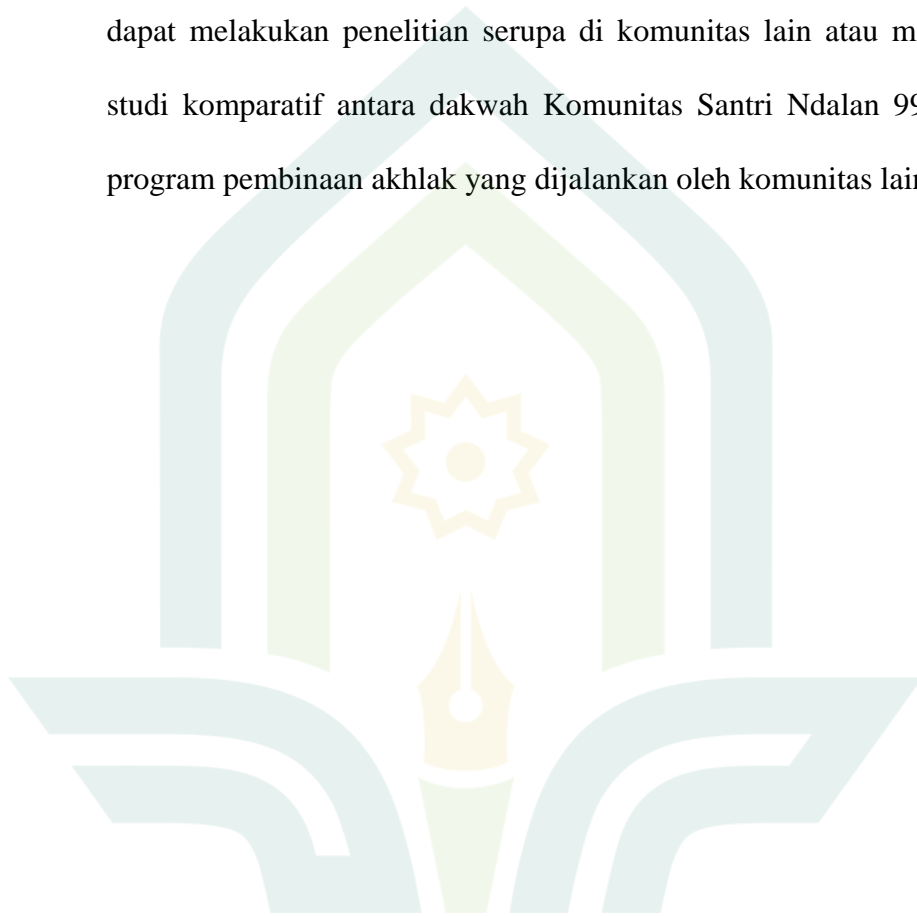 dapat melakukan penelitian serupa di komunitas lain atau
studi komparatif antara dakwah Komunitas Santri Ndalan 99
program pembinaan akhlak yang dijalankan oleh komunitas